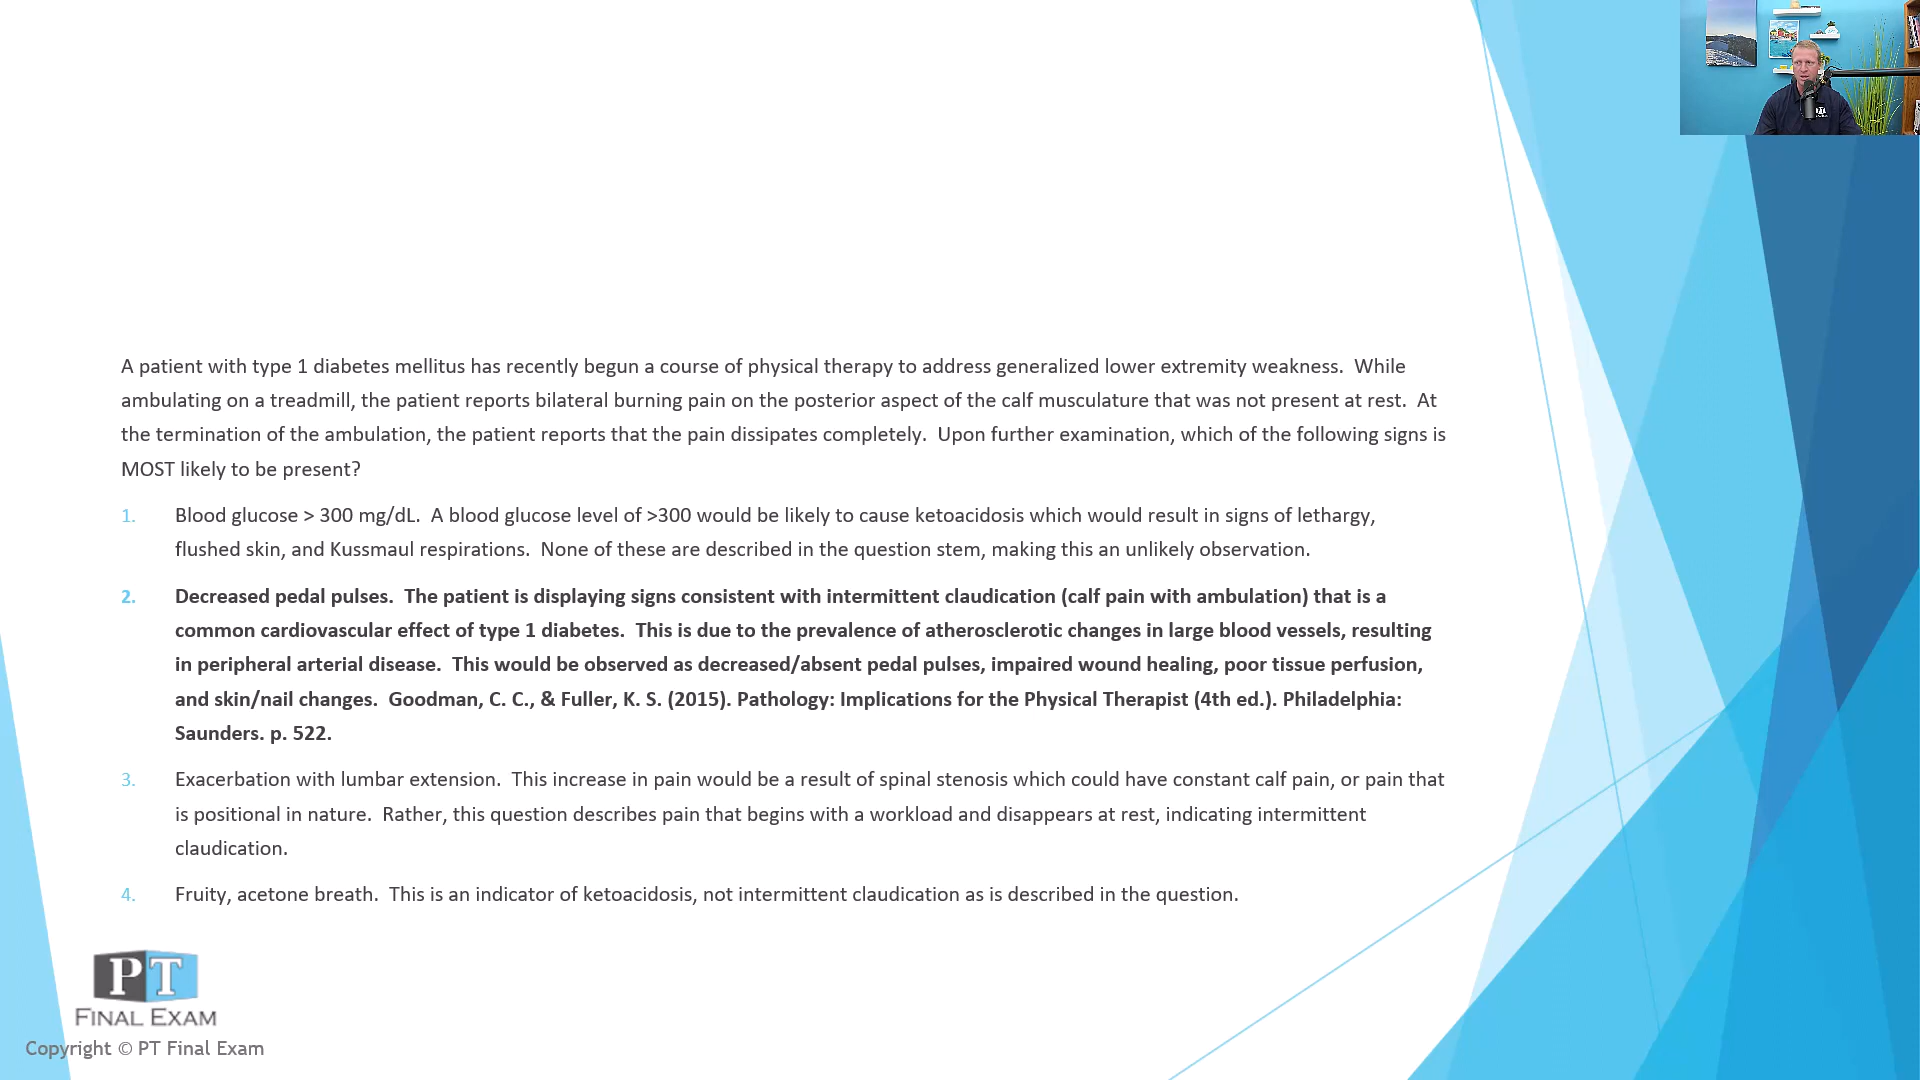 A patient with type 1 diabetes mellitus has recently begun a course of physical therapy to address generalized lower extremity weakness.  While
ambulating on a treadmill, the patient reports bilateral burning pain on the posterior aspect of the calf musculature that was not present at rest.  At
the termination of the ambulation, the patient reports that the pain dissipates completely.  Upon further examination, which of the following signs is
MOST likely to be present?
1. Blood glucose > 300 mg/dL.  A blood glucose level of >300 would be likely to cause ketoacidosis which would result in signs of lethargy,
flushed skin, and Kussmaul respirations.  None of these are described in the question stem, making this an unlikely observation.
2. Decreased pedal pulses.  The patient is displaying signs consistent with intermittent claudication (calf pain with ambulation) that is a
common cardiovascular effect of type 1 diabetes.  This is due to the prevalence of atherosclerotic changes in large blood vessels, resulting
in peripheral arterial disease.  This would be observed as decreased/absent pedal pulses, impaired wound healing, poor tissue perfusion,
and skin/nail changes.  Goodman, C. C., & Fuller, K. S. (2015). Pathology: Implications for the Physical Therapist (4th ed.). Philadelphia:
Saunders. p. 522.
3. Exacerbation with lumbar extension.  This increase in pain would be a result of spinal stenosis which could have constant calf pain, or pain that
is positional in nature.  Rather, this question describes pain that begins with a workload and disappears at rest, indicating intermittent
claudication.
4. Fruity, acetone breath.  This is an indicator of ketoacidosis, not intermittent claudication as is described in the question.
PT
FINAL EXAM
Copyright © PT Final Exam